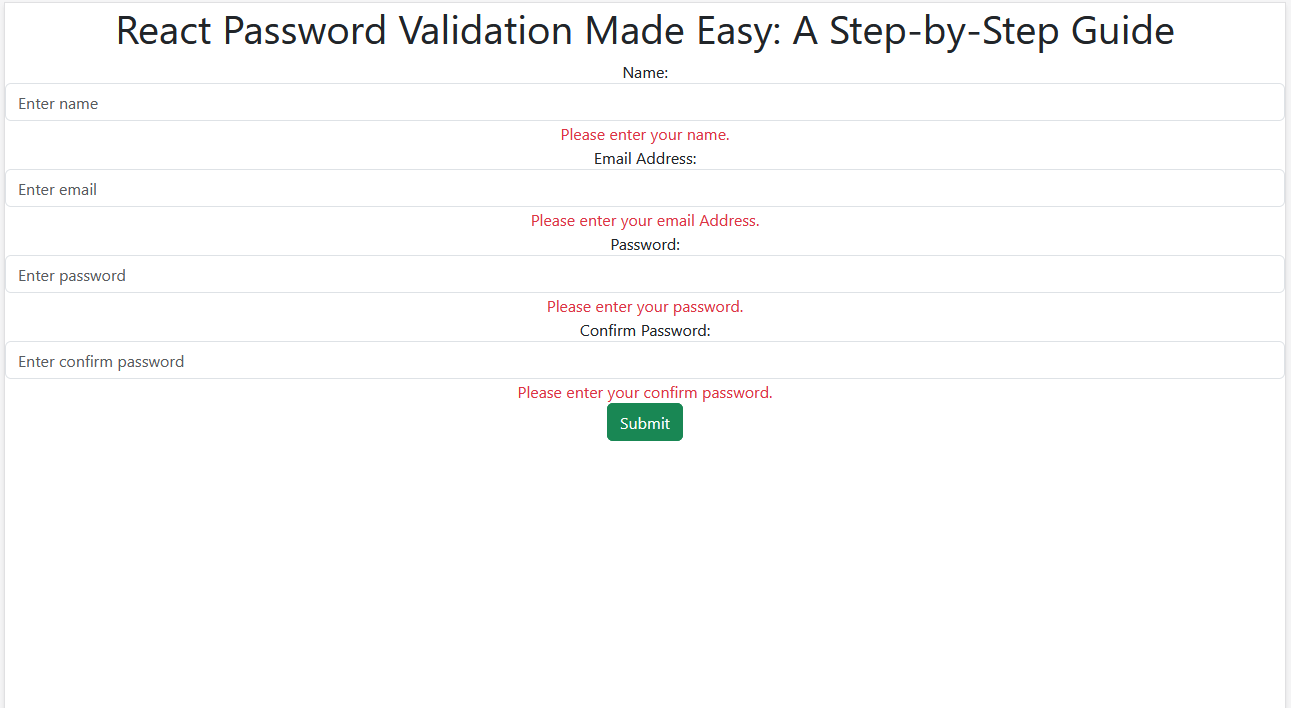 React Password Validation Made Easy: A Step-by-Step Guide
Name:
Enter name
Please enter your name.
Email Address:
Enter email
Please enter your email Address.
Password:
Enter password
Please enter your password.
Confirm Password:
Enter confirm password
Please enter your confirm password.
Submit